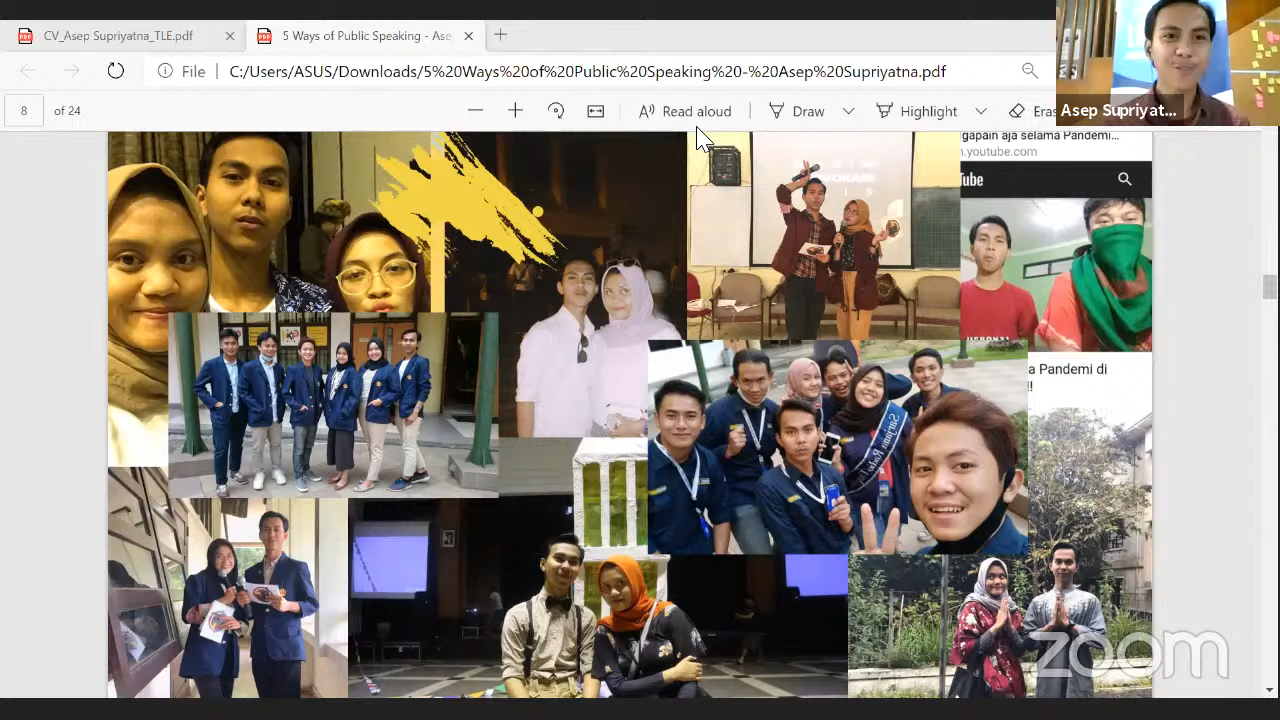 CV_Asep Supriyatna_TLE.pdf
5 Ways of Public Speaking - Ase
File
C:/Users/ASUS/Downloads/5%20Ways%20of%20Public%20Speaking%20-%20Asep%20Supriyatna.pdf
8 of 24
Read aloud
Draw
Highlight
Eras
Asep Supriyat...
gapain aja selama Pandemi...
n.youtube.com
Tube
a Pandemi di
!!
zoom